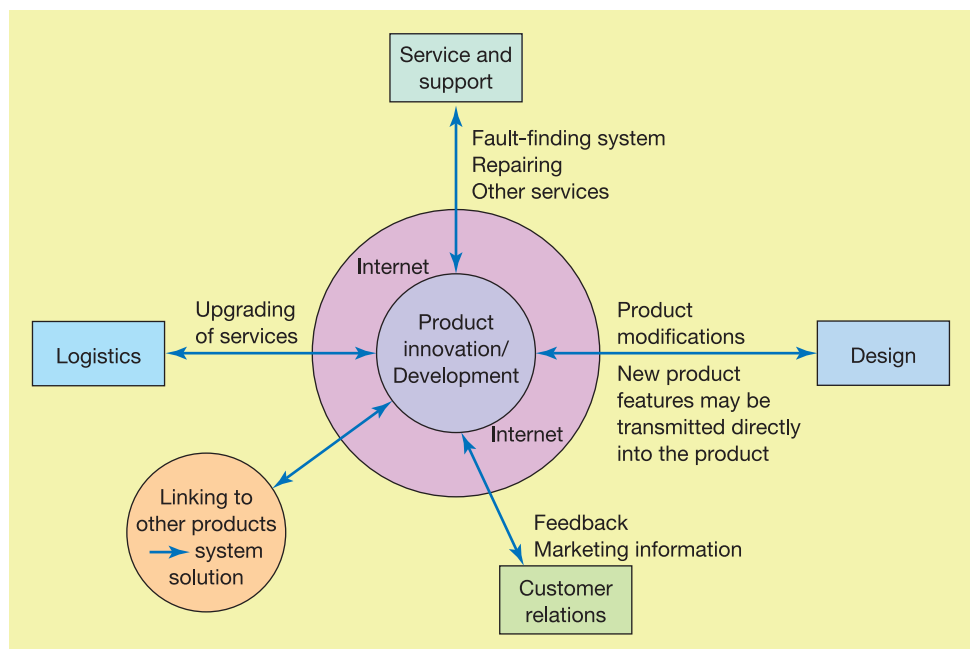 Service and
support
Fault-finding system
Repairing
Other services
Internet
Upgrading
of services
Logistics
Product
innovation/
Development
Product
modifications
New product
features may be
transmitted directly
into the product
Design
Internet
Linking to
other products
system
solution
Feedback
Marketing information
Customer
relations